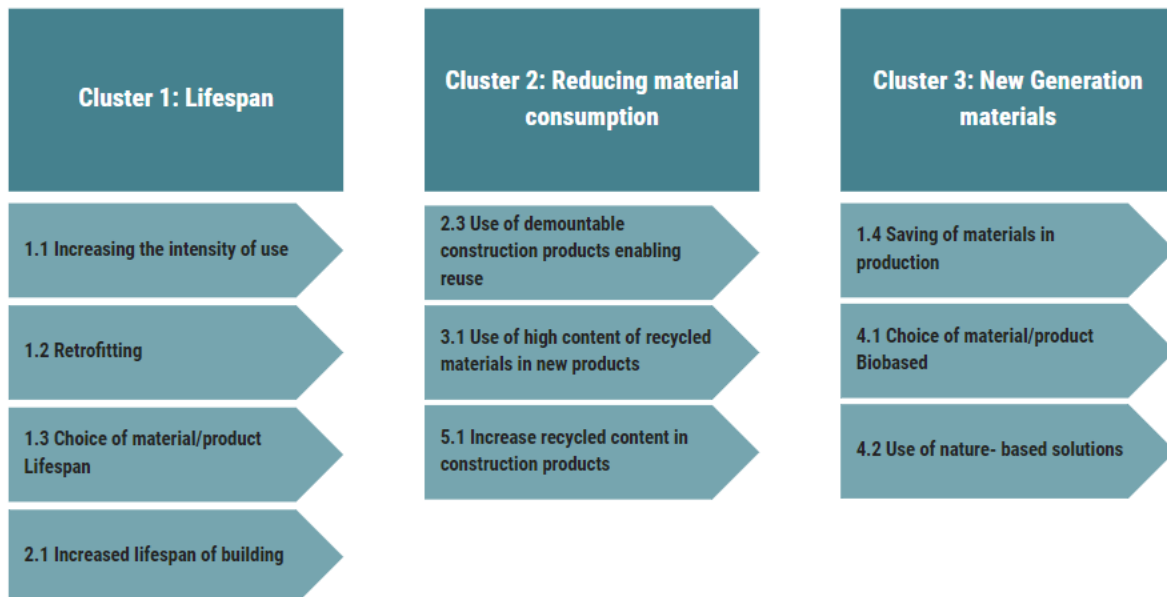 Cluster 1: Lifespan
1.1 Increasing the intensity of use
1.2 Retrofitting
1.3 Choice of material/product
Lifespan
2.1 Increased lifespan of building
Cluster 2: Reducing material
consumption
2.3 Use of demountable
construction products enabling
reuse
3.1 Use of high content of recycled
materials in new products
5.1 Increase recycled content in
construction products
Cluster 3: New Generation
materials
1.4 Saving of materials in
production
4.1 Choice of material/product
Biobased
4.2 Use of nature- based solutions